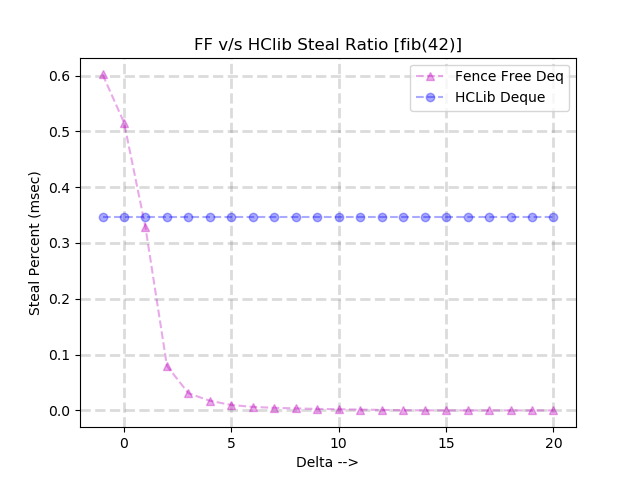 FF v/s HClib Steal Ratio [fib(42)]
Fence Free Deq
HCLib Deque
0.6
0.5
0.4
0.3
0.2
0.1
0.0
Steal Percent (msec)
0 5 10 15 20
Delta -->